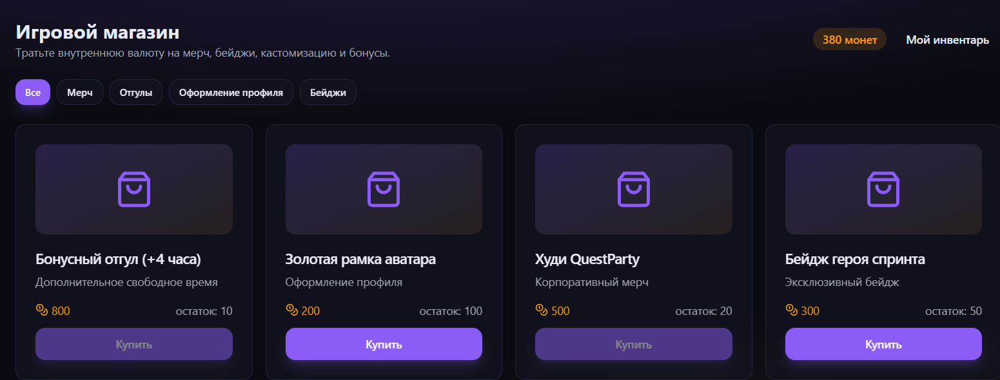 Игровой магазин
Тратьте внутреннюю валюту на мерч, бейджи, кастомизацию и бонусы.
380 монет
Мой инвентарь
Все
Мерч
Отгулы
Оформление профиля
Бейджи
Бонусный отгул (+4 часа)
Дополнительное свободное время
800
остаток: 10
Купить
Золотая рамка аватара
Оформление профиля
200
остаток: 100
Купить
Худи QuestParty
Корпоративный мерч
500
остаток: 20
Купить
Бейдж героя спринта
Эксклюзивный бейдж
300
остаток: 50
Купить